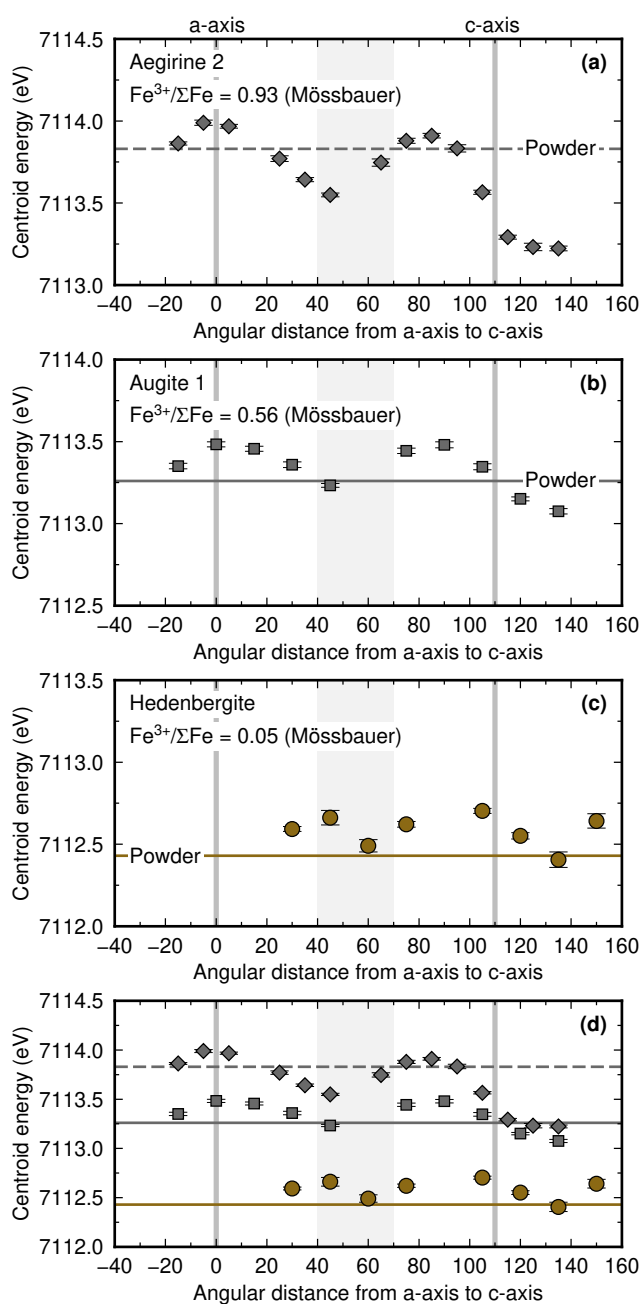 a-axis c-axis
7114.5
7114.0
7113.5
7113.0
Centroid energy (eV)
Aegirine 2
(a)
Fe³⁺/ΣFe = 0.93 (Mössbauer)
Powder
−40 −20 0 20 40 60 80 100 120 140 160
Angular distance from a-axis to c-axis
7114.0
7113.5
7113.0
7112.5
Centroid energy (eV)
Augite 1
(b)
Fe³⁺/ΣFe = 0.56 (Mössbauer)
Powder
−40 −20 0 20 40 60 80 100 120 140 160
Angular distance from a-axis to c-axis
7113.5
7113.0
7112.5
7112.0
Centroid energy (eV)
Hedenbergite
(c)
Fe³⁺/ΣFe = 0.05 (Mössbauer)
Powder
−40 −20 0 20 40 60 80 100 120 140 160
Angular distance from a-axis to c-axis
7114.5
7114.0
7113.5
7113.0
7112.5
7112.0
Centroid energy (eV)
(d)
−40 −20 0 20 40 60 80 100 120 140 160
Angular distance from a-axis to c-axis